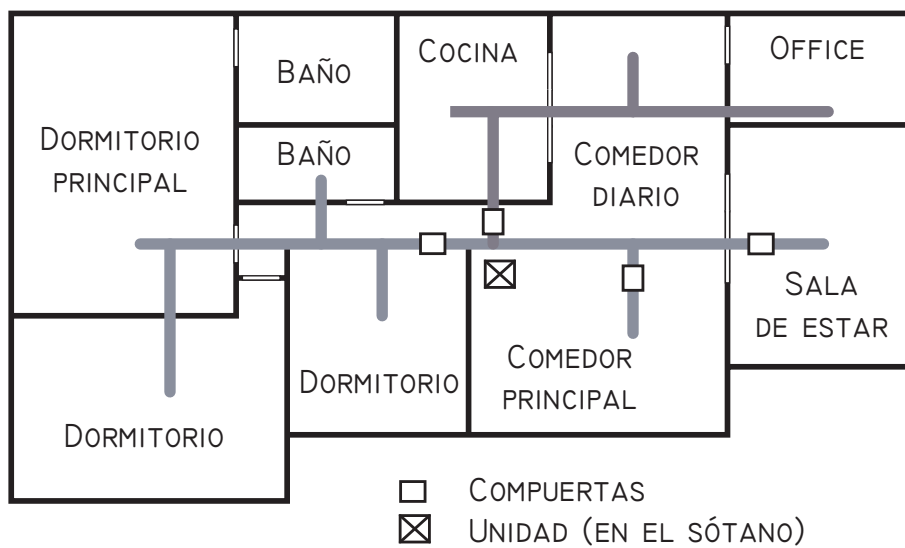 Baño
Cocina
Office
Dormitorio
principal
Baño
Comedor
diario
Sala
de estar
Dormitorio
Comedor
principal
Dormitorio
Compuertas
Unidad (en el sótano)